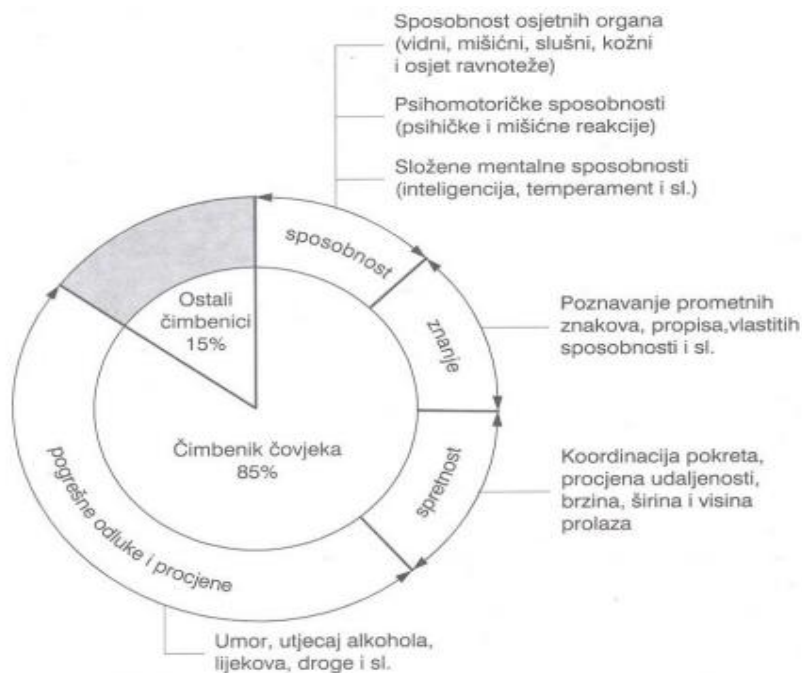 Sposobnost osjetnih organa
(vidni, mišićni, slušni, kožni
i osjet ravnoteže)
Psihomotoričke sposobnosti
(psihičke i mišićne reakcije)
Složene mentalne sposobnosti
(inteligencija, temperament i sl.)
sposobnost
Ostali
čimbenici
15%
znanje
Poznavanje prometnih
znakova, propisa,vlastitih
sposobnosti i sl.
Čimbenik čovjeka
85%
spretnost
Koordinacija pokreta,
procjena udaljenosti,
brzina, širina i visina
prolaza
pogrešne odluke i procjene
Umor, utjecaj alkohola,
lijekova, droge i sl.